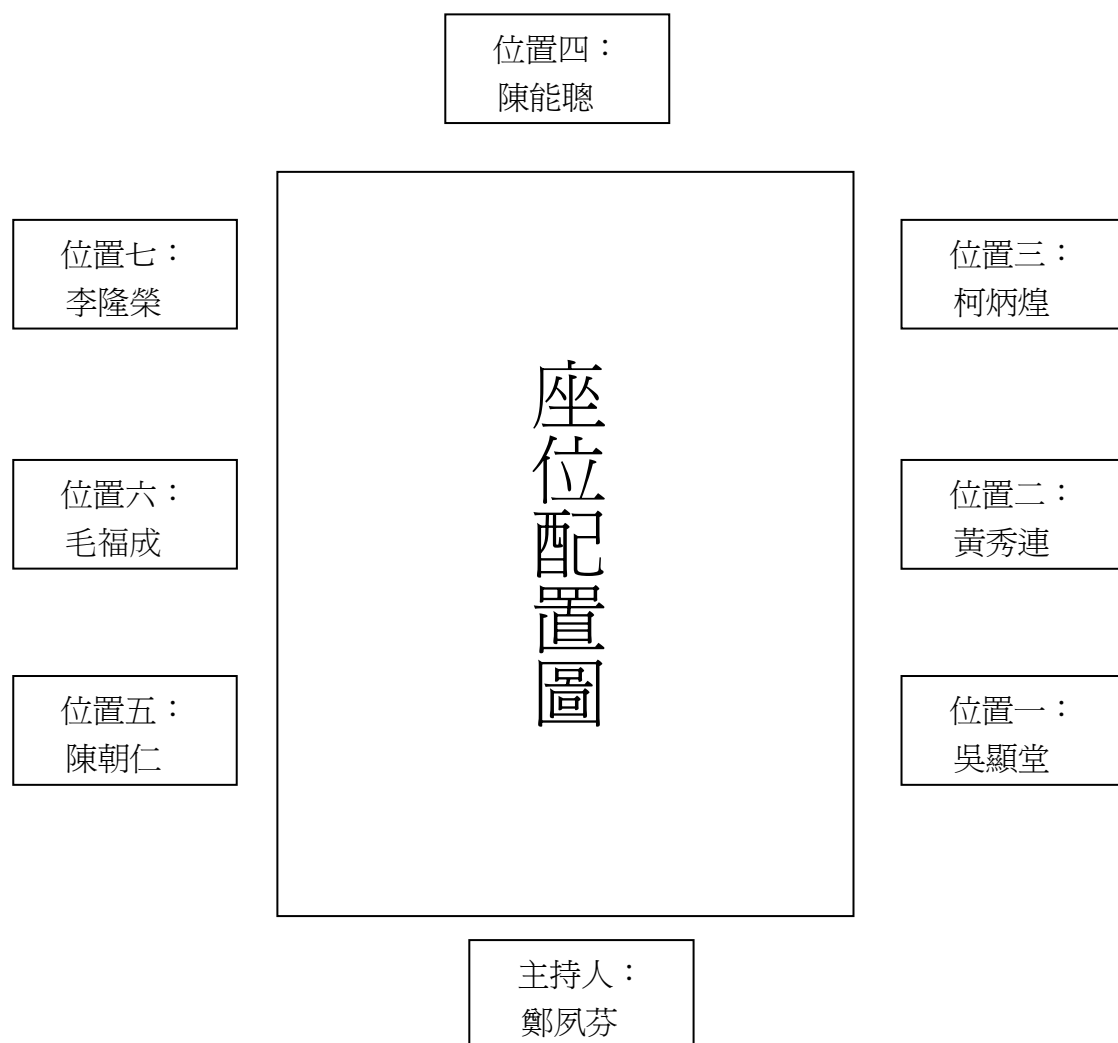 位置四：
陳能聰
位置七：
李隆榮
位置三：
柯炳煌
座位配置圖
位置六：
毛福成
位置二：
黃秀連
位置五：
陳朝仁
位置一：
吳顯堂
主持人：
鄭夙芬